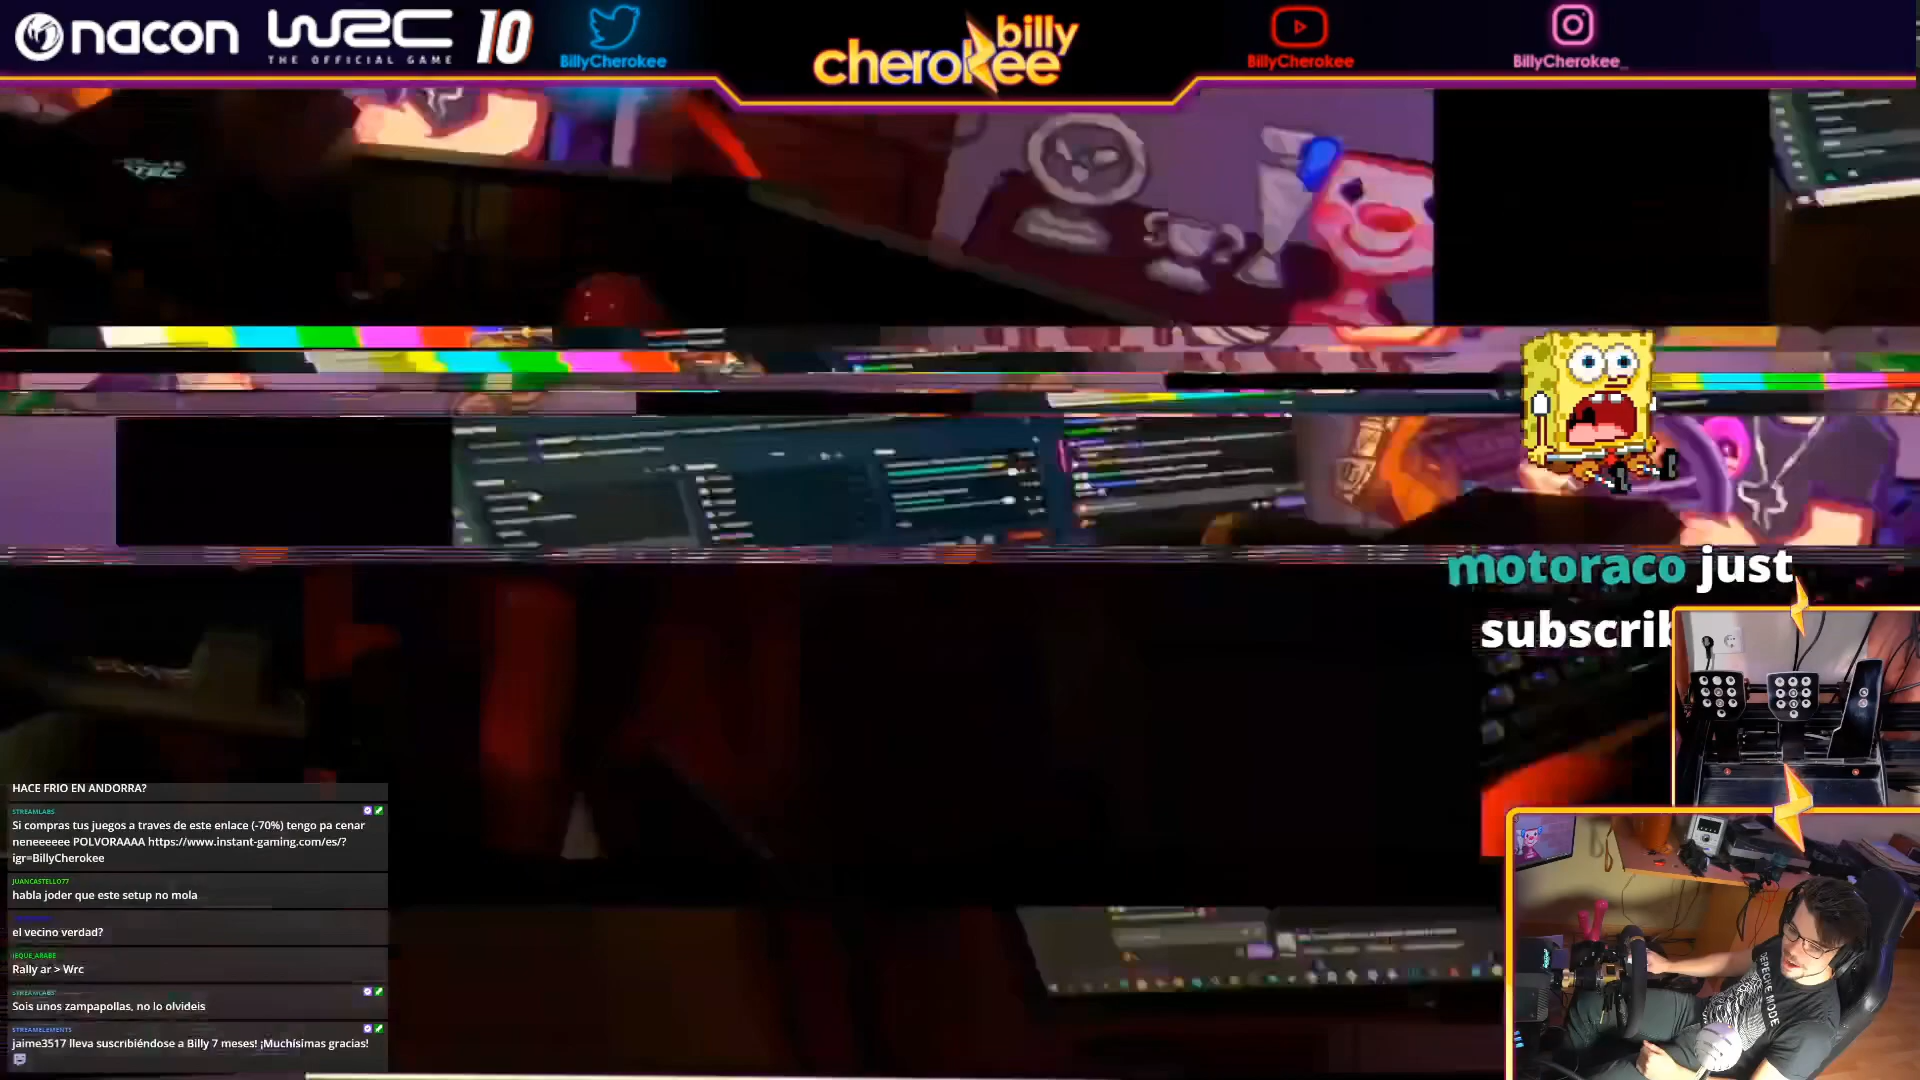 nacon
WRC 10
THE OFFICIAL GAME
BillyCherokee
billy
cherokee
BillyCherokee
BillyCherokee_
motoraco just
subscrib
HACE FRIO EN ANDORRA?
STREAMLABS
Si compras tus juegos a traves de este enlace (-70%) tengo pa cenar
neneeeeee POLVORAAAA https://www.instant-gaming.com/es/?
igr=BillyCherokee
JUANCASTELLO77
habla joder que este setup no mola
el vecino verdad?
IEQUE_ARABE
Rally ar > Wrc
STREAMLABS
Sois unos zampapollas, no lo olvideis
STREAMELEMENTS
jaime3517 lleva suscribiéndose a Billy 7 meses! ¡Muchísimas gracias!
DEPECHE MODE